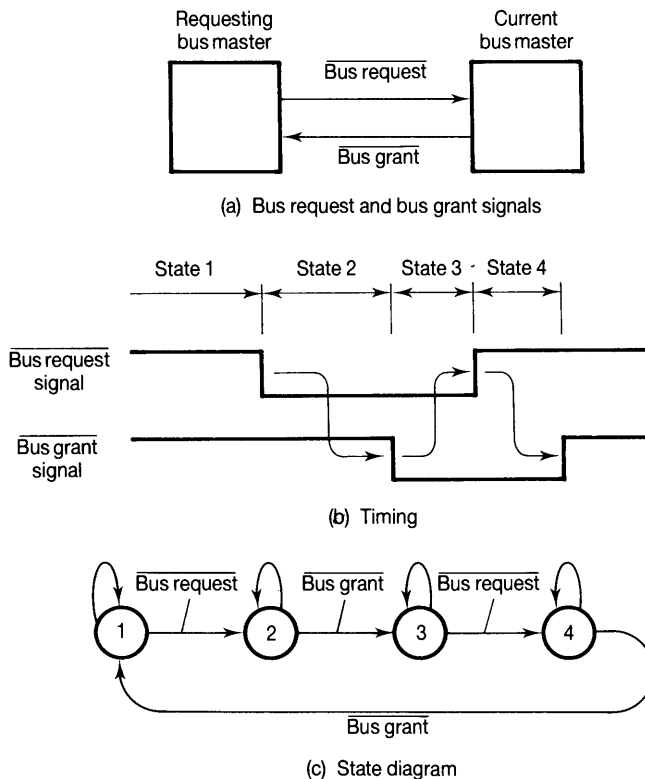 Requesting
bus master
Current
bus master
Bus request
Bus grant
(a) Bus request and bus grant signals
State 1
State 2
State 3
State 4
Bus request
signal
Bus grant
signal
(b) Timing
Bus request
Bus grant
Bus request
1
2
3
4
Bus grant
(c) State diagram